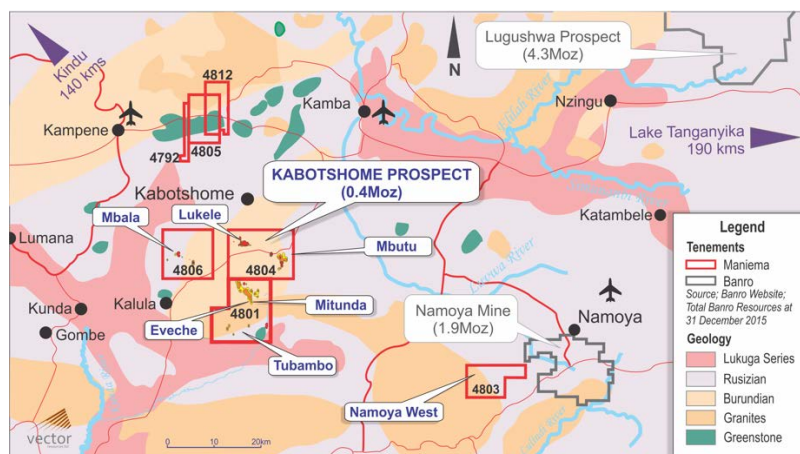 Lugushwa Prospect
(4.3Moz)
Kindu
140 kms
N
4812
Kamba
Elilah River
Nzingu
Kampene
4792
4805
Lake Tanganyika
190 kms
KABOTSHOME PROSPECT
(0.4Moz)
Kabotshome
Mbala
Lukele
Katambele
Lumana
Mbutu
4806
4804
Kunda
Kalula
4801
Mitunda
Gombe
Eveche
Namoya Mine
(1.9Moz)
Namoya
Tubambo
4803
Namoya West
vector
0
10
20km
Legend
Tenements
Maniema
Banro
Source; Banro Website;
Total Banro Resources at
31 December 2015
Geology
Lukuga Series
Rusizian
Burundian
Granites
Greenstone